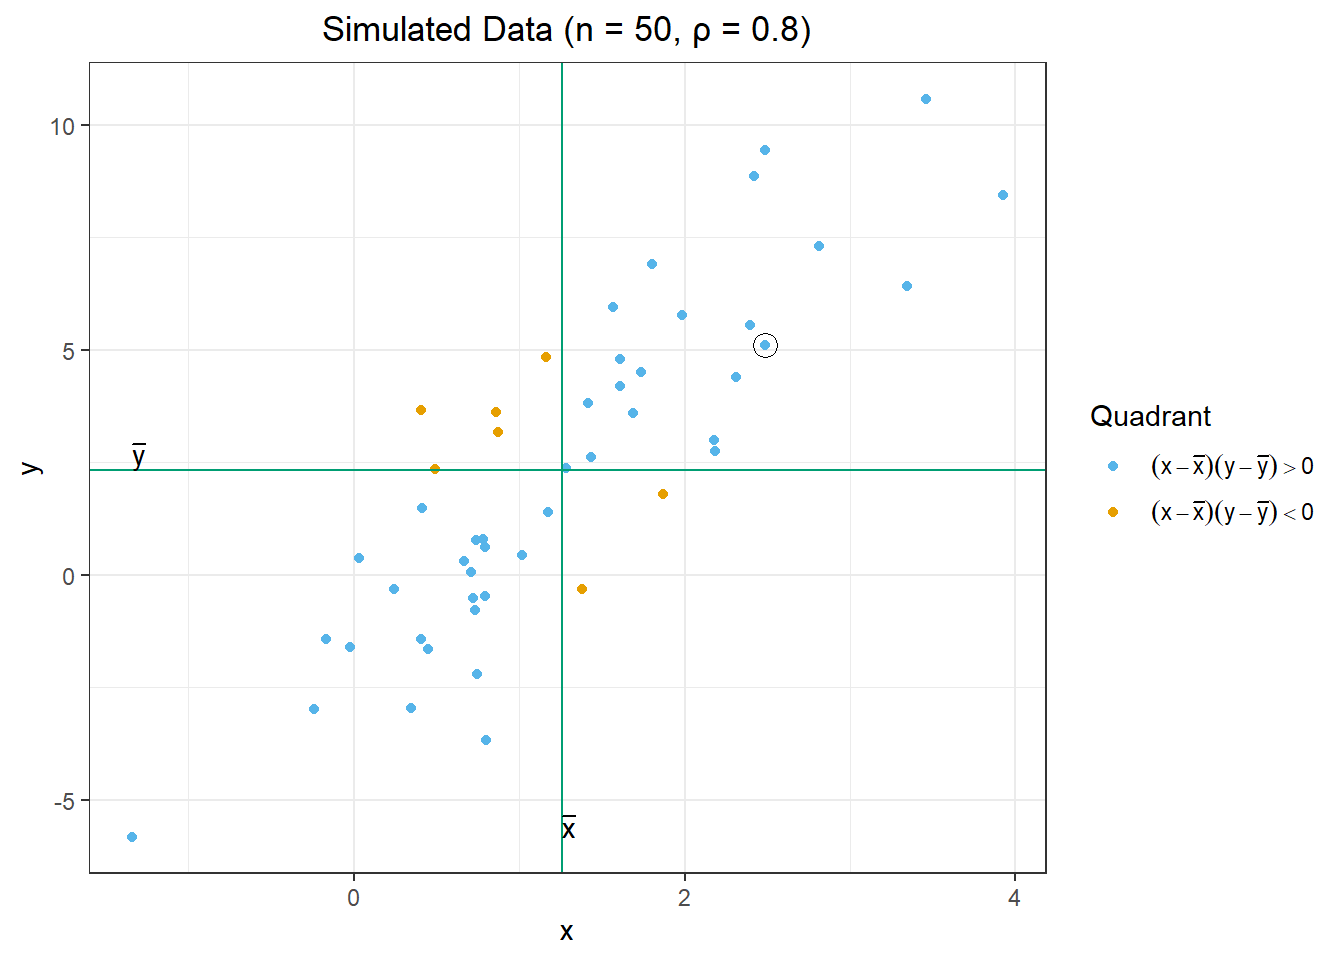 Simulated Data (n = 50, ρ = 0.8)
10
5
0
-5
y
y̅
x̅
0
2
4
x
Quadrant
(x − x̅)(y − y̅) > 0
(x − x̅)(y − y̅) < 0